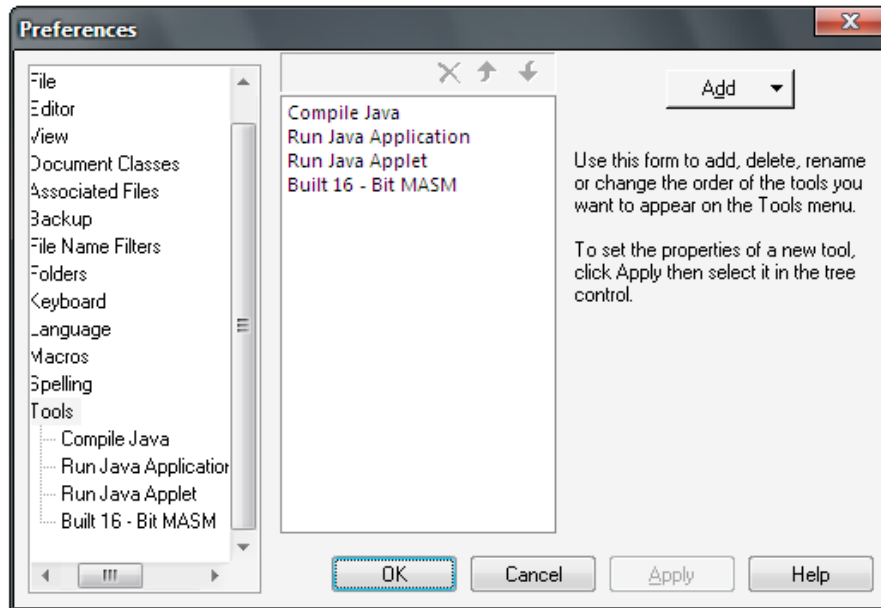 Preferences
File
Editor
View
Document Classes
Associated Files
Backup
File Name Filters
Folders
Keyboard
Language
Macros
Spelling
Tools
Compile Java
Run Java Application
Run Java Applet
Built 16 - Bit MASM
Compile Java
Run Java Application
Run Java Applet
Built 16 - Bit MASM
Add
Use this form to add, delete, rename
or change the order of the tools you
want to appear on the Tools menu.
To set the properties of a new tool,
click Apply then select it in the tree
control.
OK
Cancel
Apply
Help